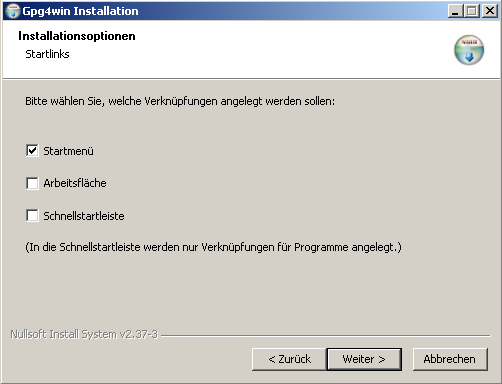 Gpg4win Installation
Installationsoptionen
Startlinks
Bitte wählen Sie, welche Verknüpfungen angelegt werden sollen:
Startmenü
Arbeitsfläche
Schnellstartleiste
(In die Schnellstartleiste werden nur Verknüpfungen für Programme angelegt.)
Nullsoft Install System v2.37-3
< Zurück Weiter > Abbrechen